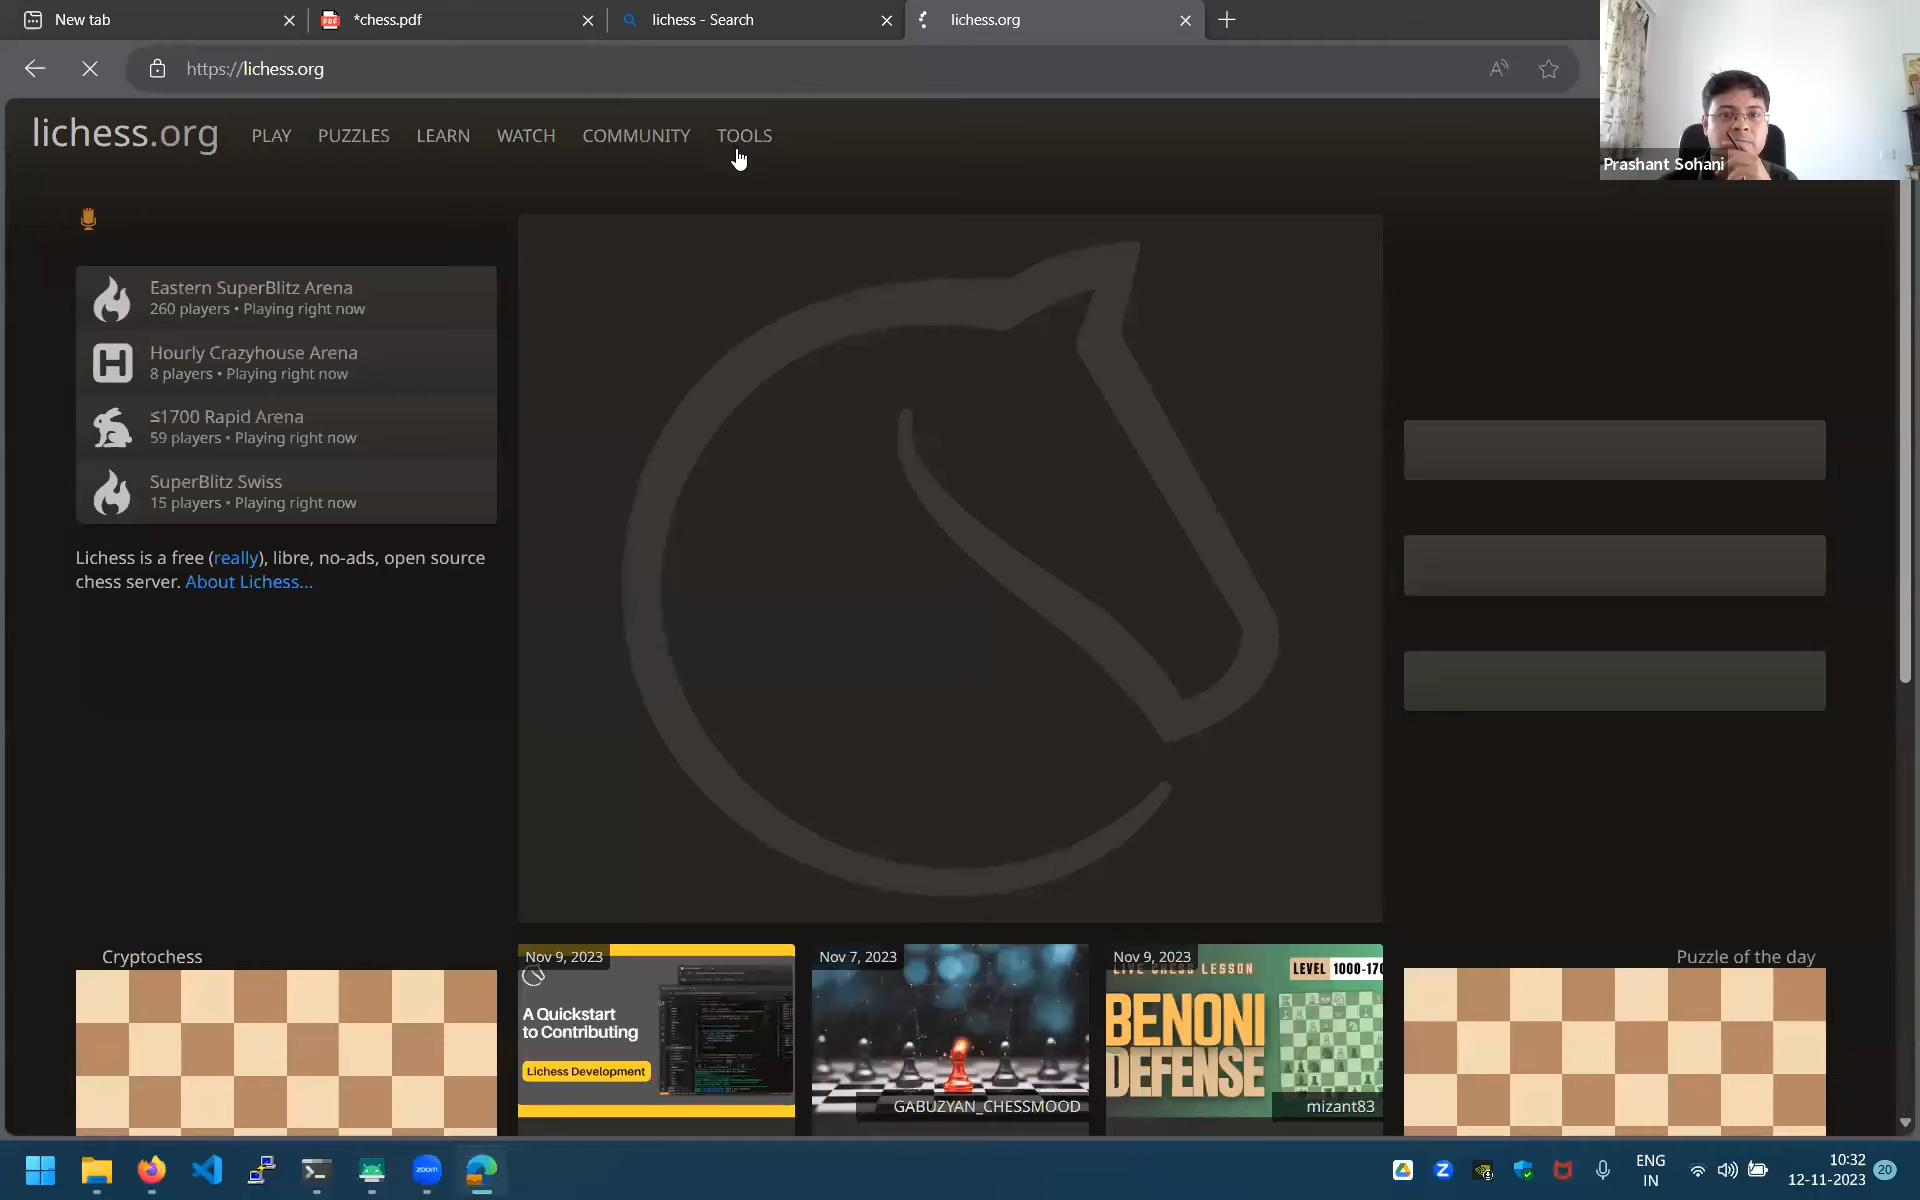 New tab
*chess.pdf
lichess - Search
lichess.org
https://lichess.org
lichess.org
PLAY
PUZZLES
LEARN
WATCH
COMMUNITY
TOOLS
Prashant Sohani
Eastern SuperBlitz Arena
260 players • Playing right now
Hourly Crazyhouse Arena
8 players • Playing right now
≤1700 Rapid Arena
59 players • Playing right now
SuperBlitz Swiss
15 players • Playing right now
Lichess is a free (really), libre, no-ads, open source
chess server. About Lichess...
Cryptochess
Nov 9, 2023
A Quickstart
to Contributing
Lichess Development
Nov 7, 2023
GABUZYAN_CHESSMOOD
Nov 9, 2023
LIVE CHESS LESSON
LEVEL 1000-170
BENONI
DEFENSE
mizant83
Puzzle of the day
zoom
ENG
IN
10:32
12-11-2023
20